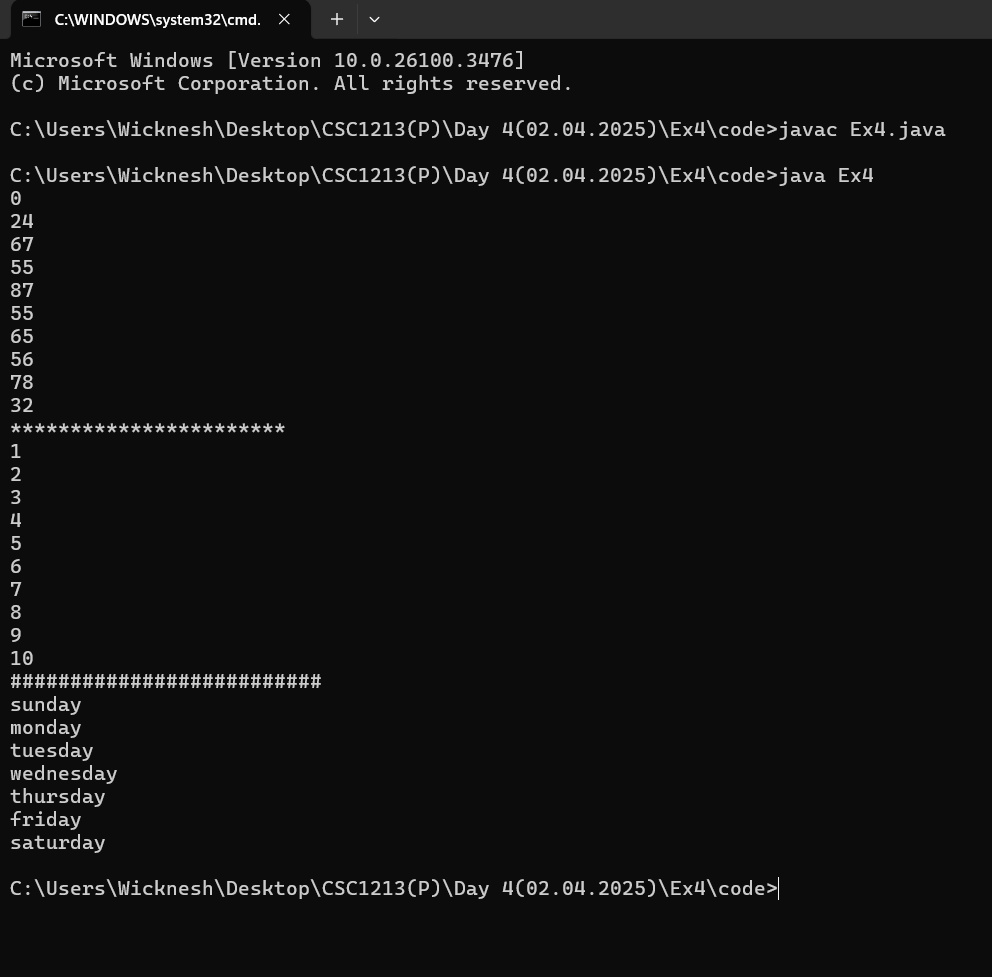 C:\WINDOWS\system32\cmd.
Microsoft Windows [Version 10.0.26100.3476]
(c) Microsoft Corporation. All rights reserved.
C:\Users\Wicknesh\Desktop\CSC1213(P)\Day 4(02.04.2025)\Ex4\code>javac Ex4.java
C:\Users\Wicknesh\Desktop\CSC1213(P)\Day 4(02.04.2025)\Ex4\code>java Ex4
0
24
67
55
87
55
65
56
78
32
***********************
1
2
3
4
5
6
7
8
9
10
##########################
sunday
monday
tuesday
wednesday
thursday
friday
saturday
C:\Users\Wicknesh\Desktop\CSC1213(P)\Day 4(02.04.2025)\Ex4\code>